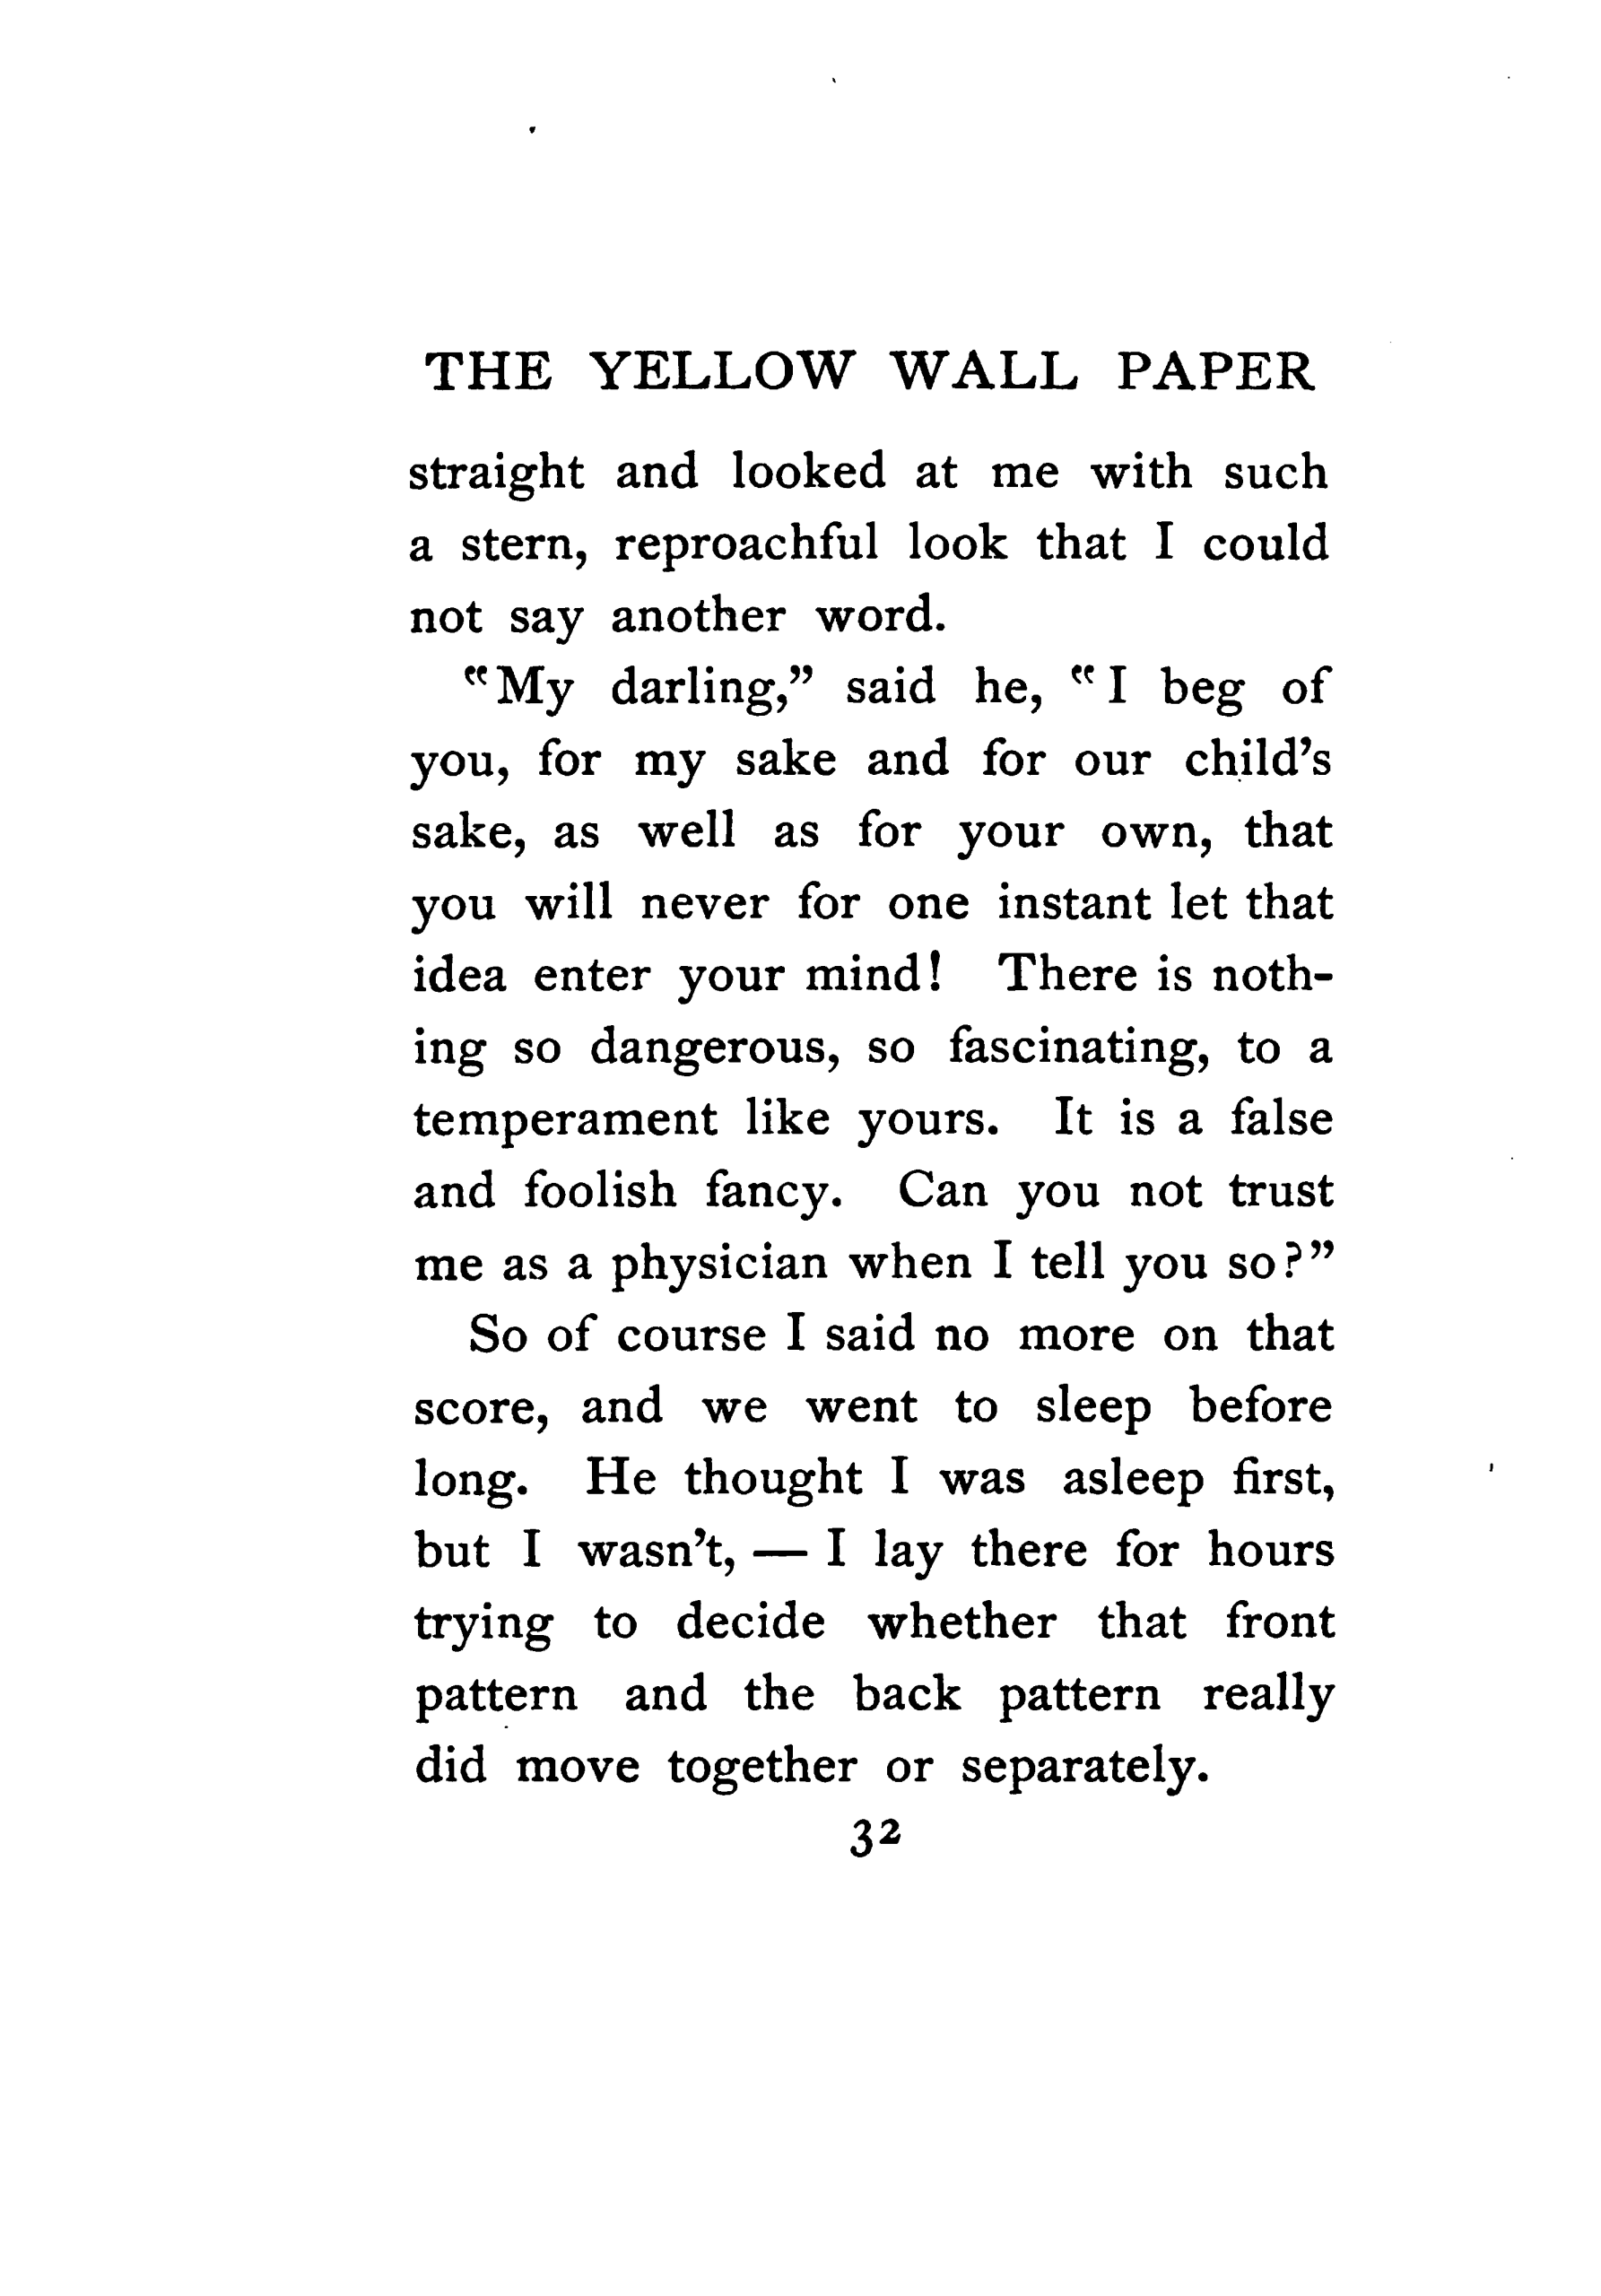 THE YELLOW WALL PAPER
straight and looked at me with such
a stern, reproachful look that I could
not say another word.
“My darling,” said he, “I beg of
you, for my sake and for our child’s
sake, as well as for your own, that
you will never for one instant let that
idea enter your mind! There is noth-
ing so dangerous, so fascinating, to a
temperament like yours. It is a false
and foolish fancy. Can you not trust
me as a physician when I tell you so?”
So of course I said no more on that
score, and we went to sleep before
long. He thought I was asleep first,
but I wasn’t, — I lay there for hours
trying to decide whether that front
pattern and the back pattern really
did move together or separately.
32